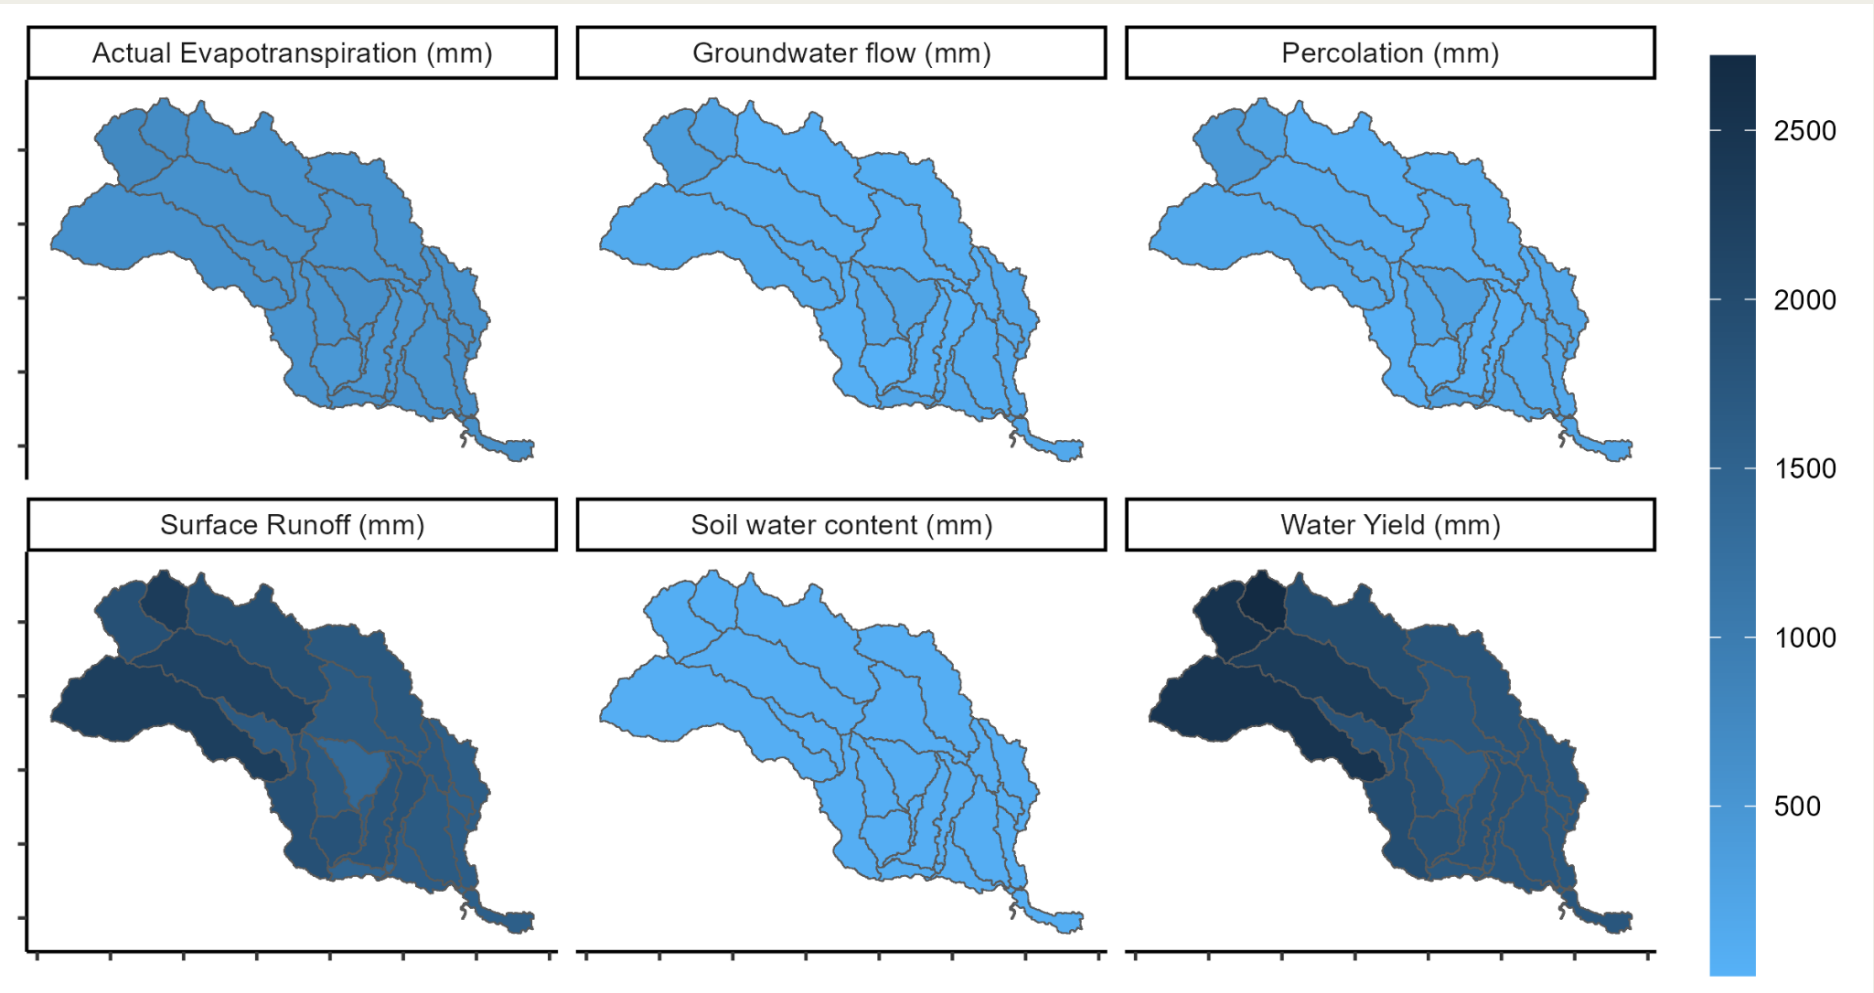 Actual Evapotranspiration (mm)
Groundwater flow (mm)
Percolation (mm)
Surface Runoff (mm)
Soil water content (mm)
Water Yield (mm)
2500
2000
1500
1000
500